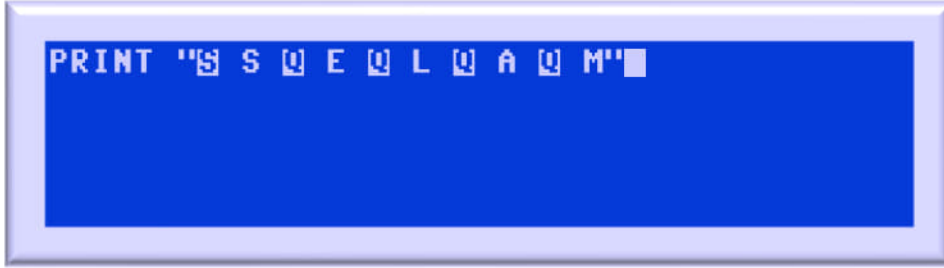 PRINT "S S Q E Q L Q A Q M"